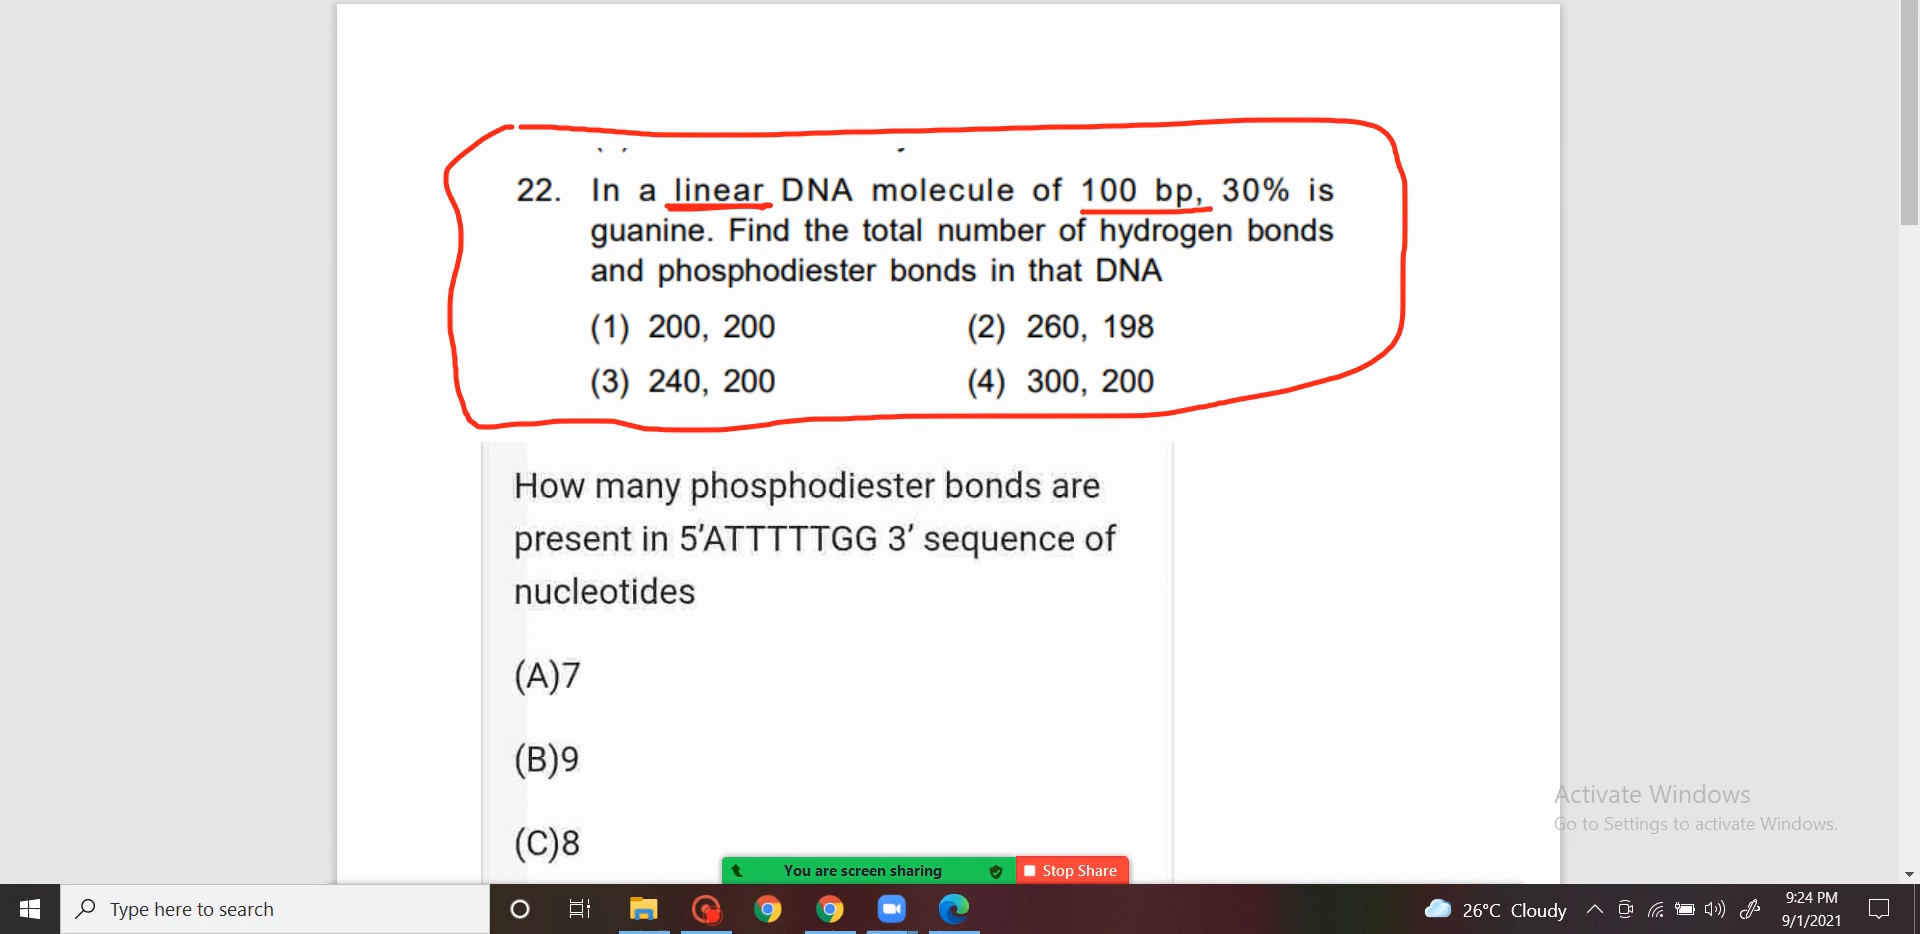 22. In a linear DNA molecule of 100 bp, 30% is
guanine. Find the total number of hydrogen bonds
and phosphodiester bonds in that DNA
(1) 200, 200 (2) 260, 198
(3) 240, 200 (4) 300, 200
How many phosphodiester bonds are
present in 5'ATTTTTGG 3' sequence of
nucleotides
(A)7
(B)9
(C)8
Activate Windows
Go to Settings to activate Windows.
You are screen sharing Stop Share
Type here to search
26°C Cloudy
9:24 PM
9/1/2021